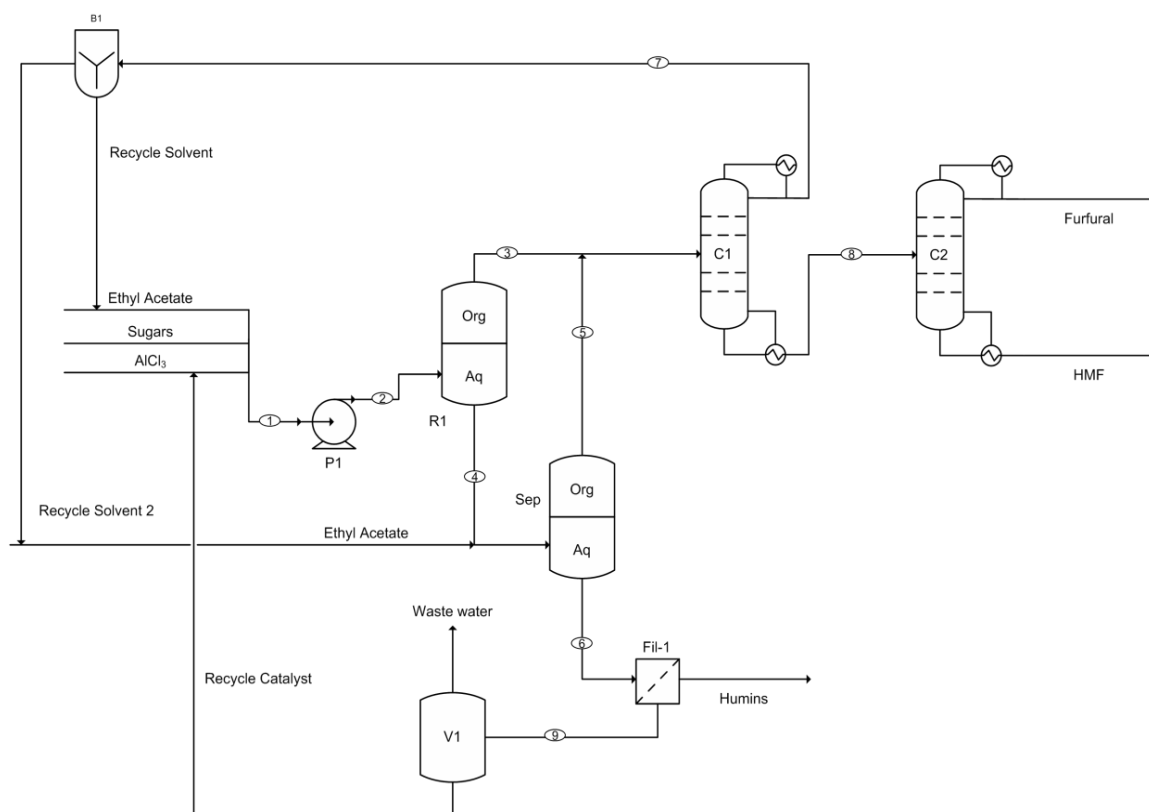 B1
7
Recycle Solvent
Ethyl Acetate
Sugars
AlCl₃
1
P1
2
Org
Aq
R1
3
4
5
C1
8
C2
Furfural
HMF
Recycle Solvent 2
Ethyl Acetate
Sep
Org
Aq
6
Fil-1
Humins
Waste water
V1
9
Recycle Catalyst